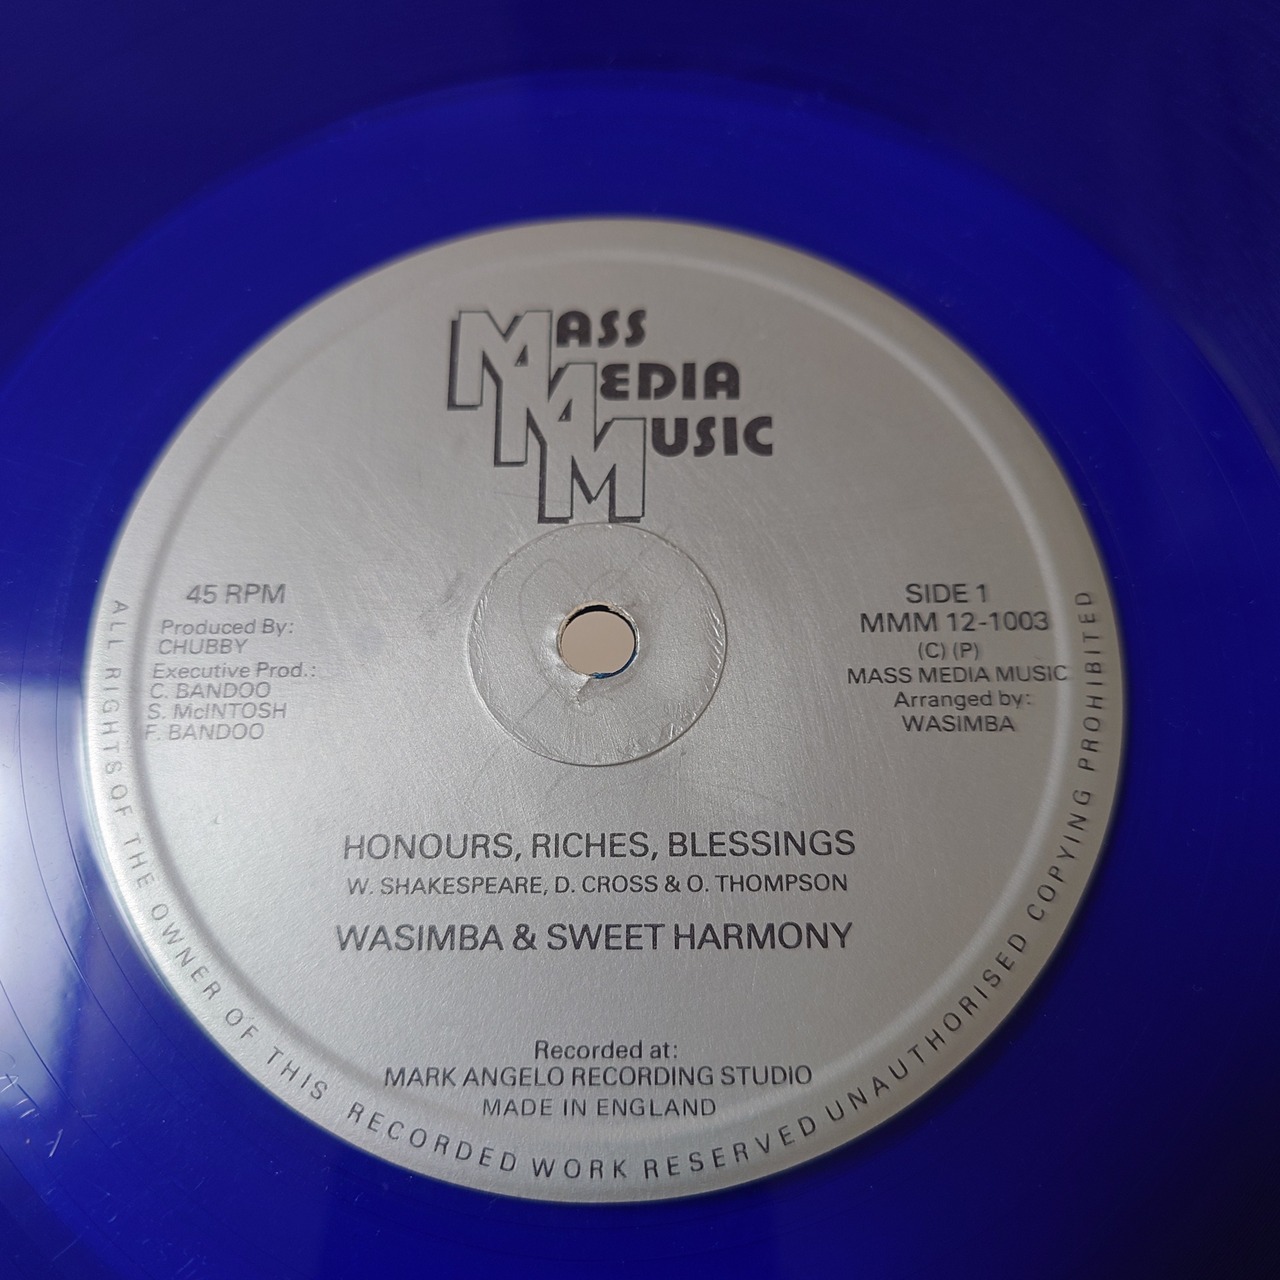 MASS
MEDIA
MUSIC
45 RPM
Produced By:
CHUBBY
Executive Prod.:
C. BANDOO
S. McINTOSH
F. BANDOO
SIDE 1
MMM 12-1003
(C) (P)
MASS MEDIA MUSIC
Arranged by:
WASIMBA
HONOURS, RICHES, BLESSINGS
W. SHAKESPEARE, D. CROSS & O. THOMPSON
WASIMBA & SWEET HARMONY
Recorded at:
MARK ANGELO RECORDING STUDIO
MADE IN ENGLAND
ALL RIGHTS OF THE OWNER OF THIS RECORDED WORK RESERVED UNAUTHORISED COPYING PROHIBITED